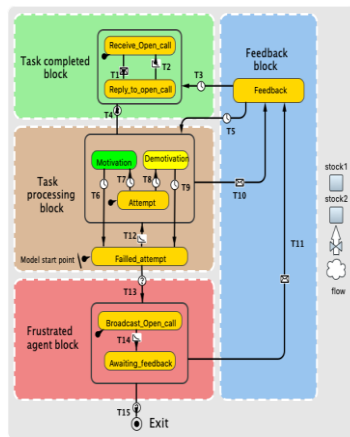 Receive_Open_call
Task completed
block
T1
T2
Reply_to_open_call
T3
Feedback
block
Feedback
T4
T5
Motivation
Demotivation
T7
T8
T6
T9
Task
processing
block
Attempt
T10
T12
T11
Model start point
Failled_attempt
T13
Frustrated
agent block
Broadcast_Open_call
T14
Awaiting_feedback
T15
Exit
stock1
stock2
flow